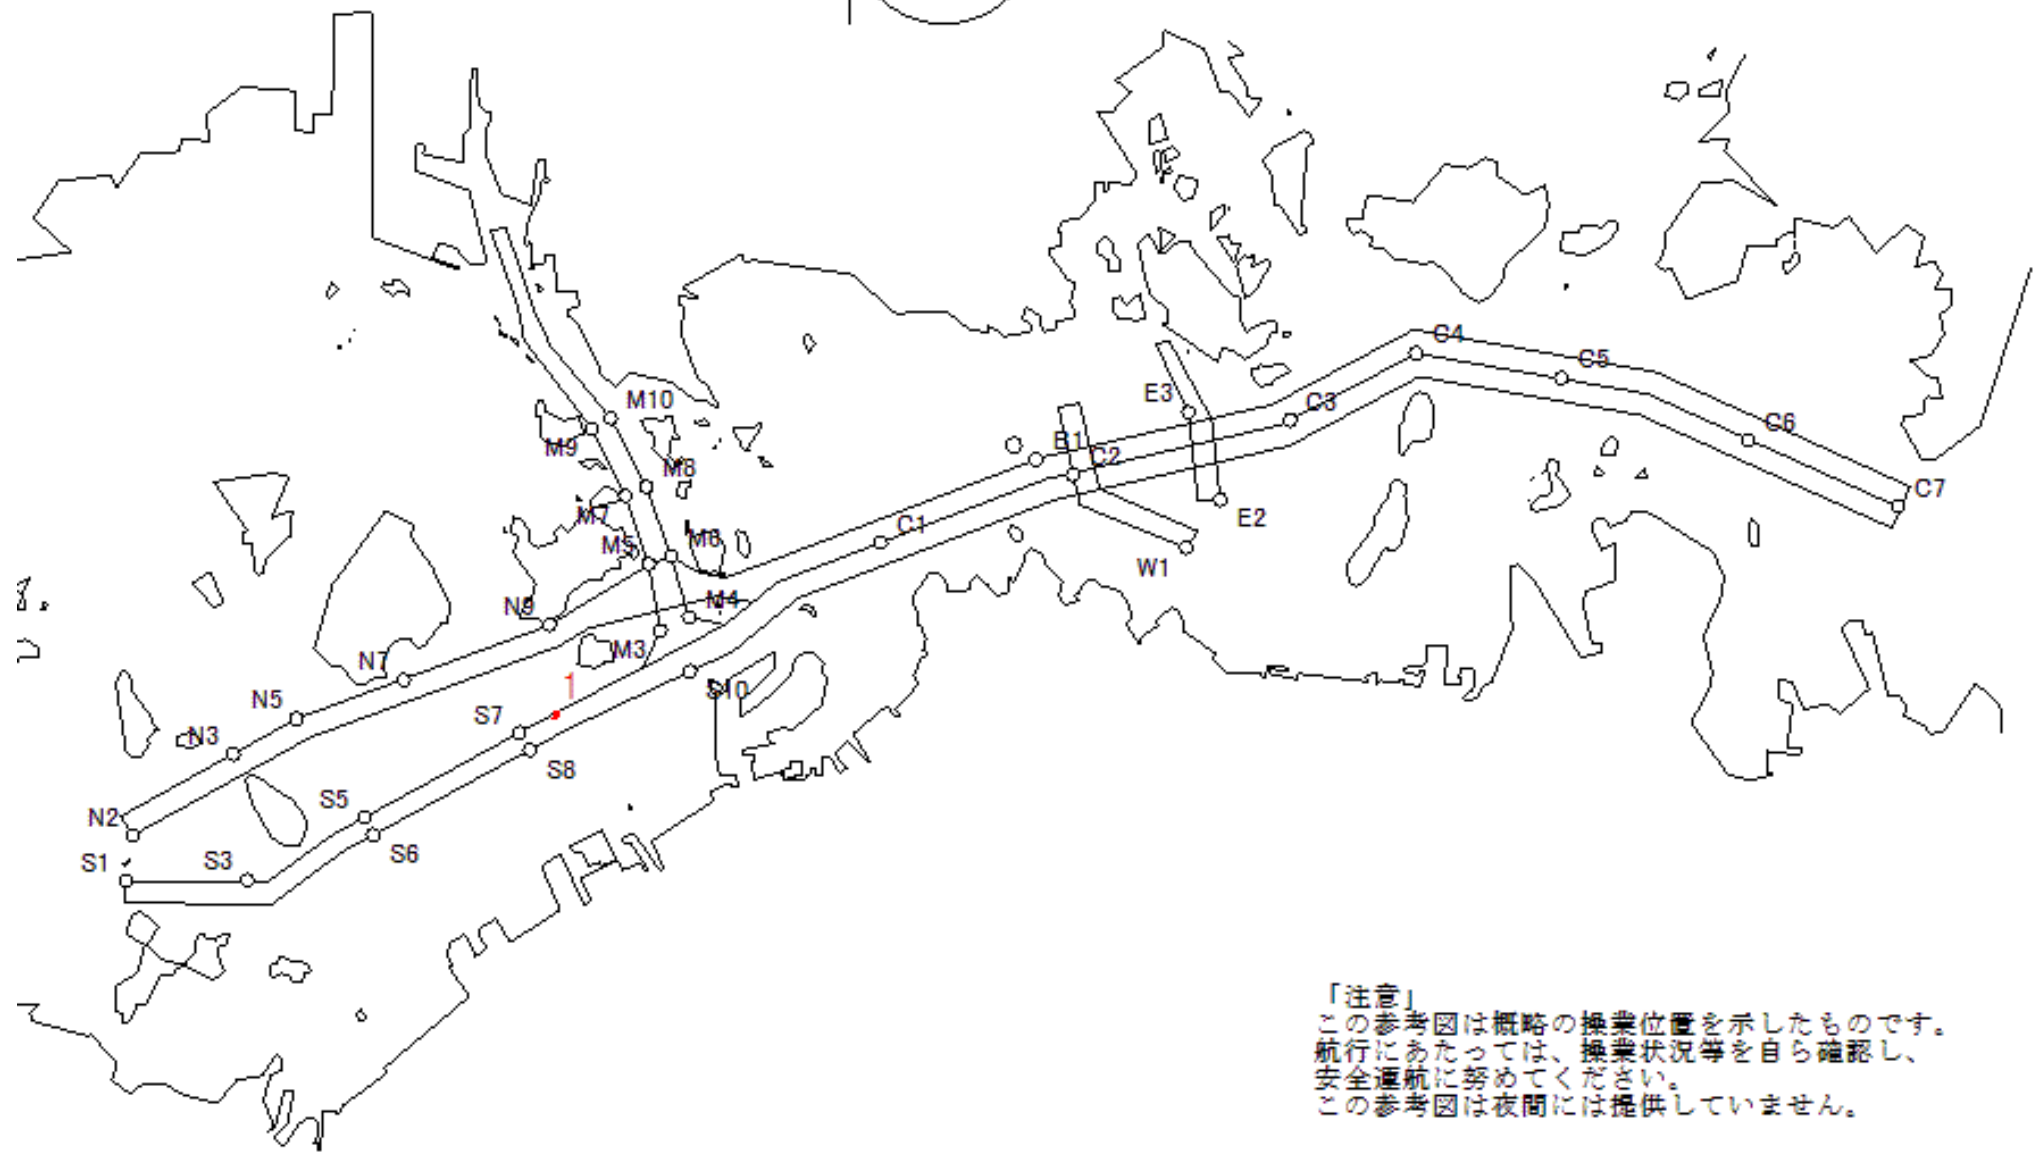 C4
C5
M10
E3
C3
C6
M9
B1
C2
M8
C7
M7
E2
C1
M5
M6
W1
N9
M4
M3
N7
1
S10
N5
S7
N3
S8
S5
N2
S6
S1
S3
「注意」
この参考図は概略の操業位置を示したものです。
航行にあたっては、操業状況等を自ら確認し、
安全運航に努めてください。
この参考図は夜間には提供していません。